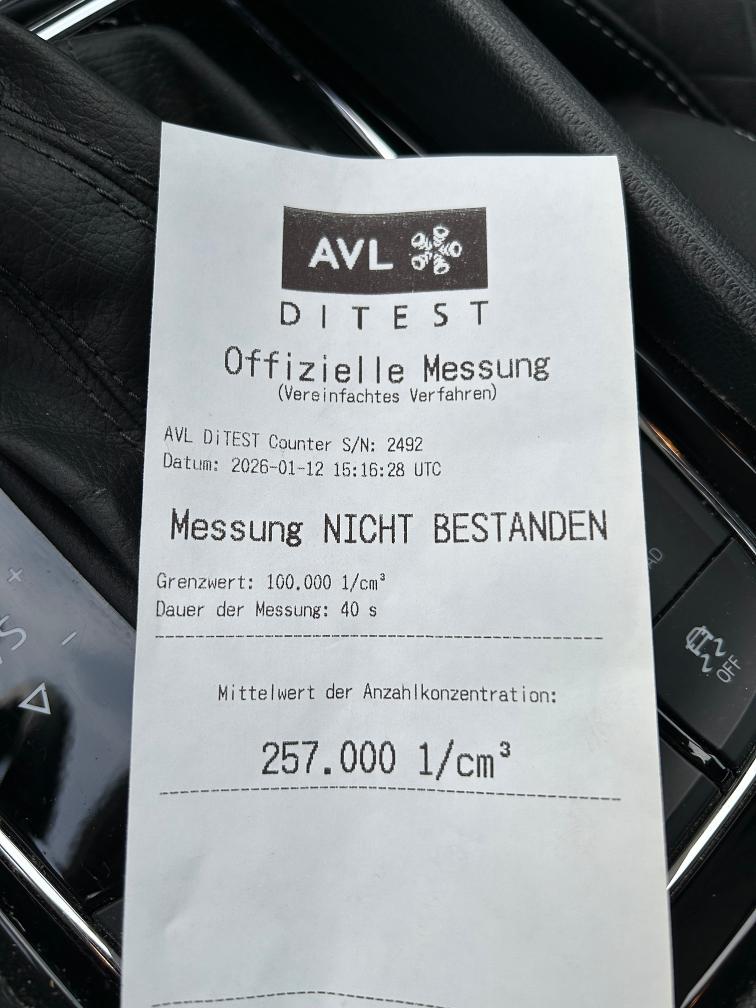 AVL
DITEST
Offizielle Messung
(Vereinfachtes Verfahren)
AVL DiTEST Counter S/N: 2492
Datum: 2026-01-12 15:16:28 UTC
Messung NICHT BESTANDEN
Grenzwert: 100.000 1/cm³
Dauer der Messung: 40 s
Mittelwert der Anzahlkonzentration:
257.000 1/cm³
OFF